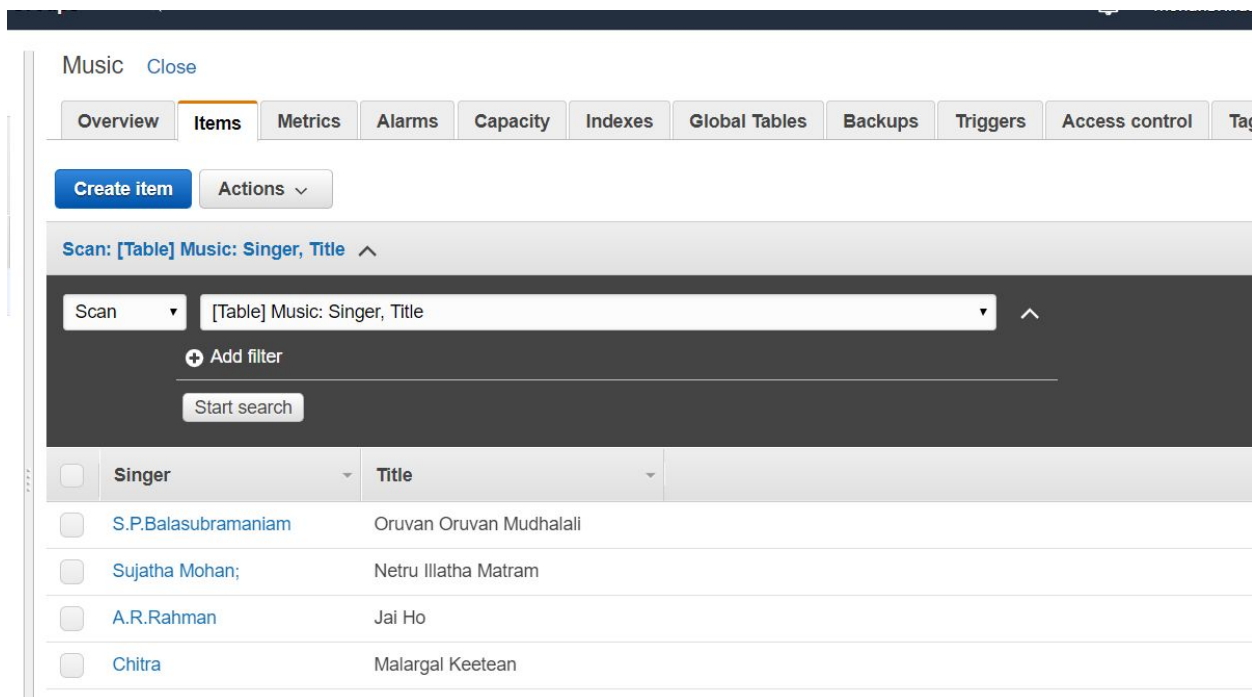 Music Close
Overview Items Metrics Alarms Capacity Indexes Global Tables Backups Triggers Access control
Create item Actions
Scan: [Table] Music: Singer, Title
Scan [Table] Music: Singer, Title
Add filter
Start search
Singer Title
S.P.Balasubramaniam Oruvan Oruvan Mudhalali
Sujatha Mohan; Netru Illatha Matram
A.R.Rahman Jai Ho
Chitra Malargal Keetean